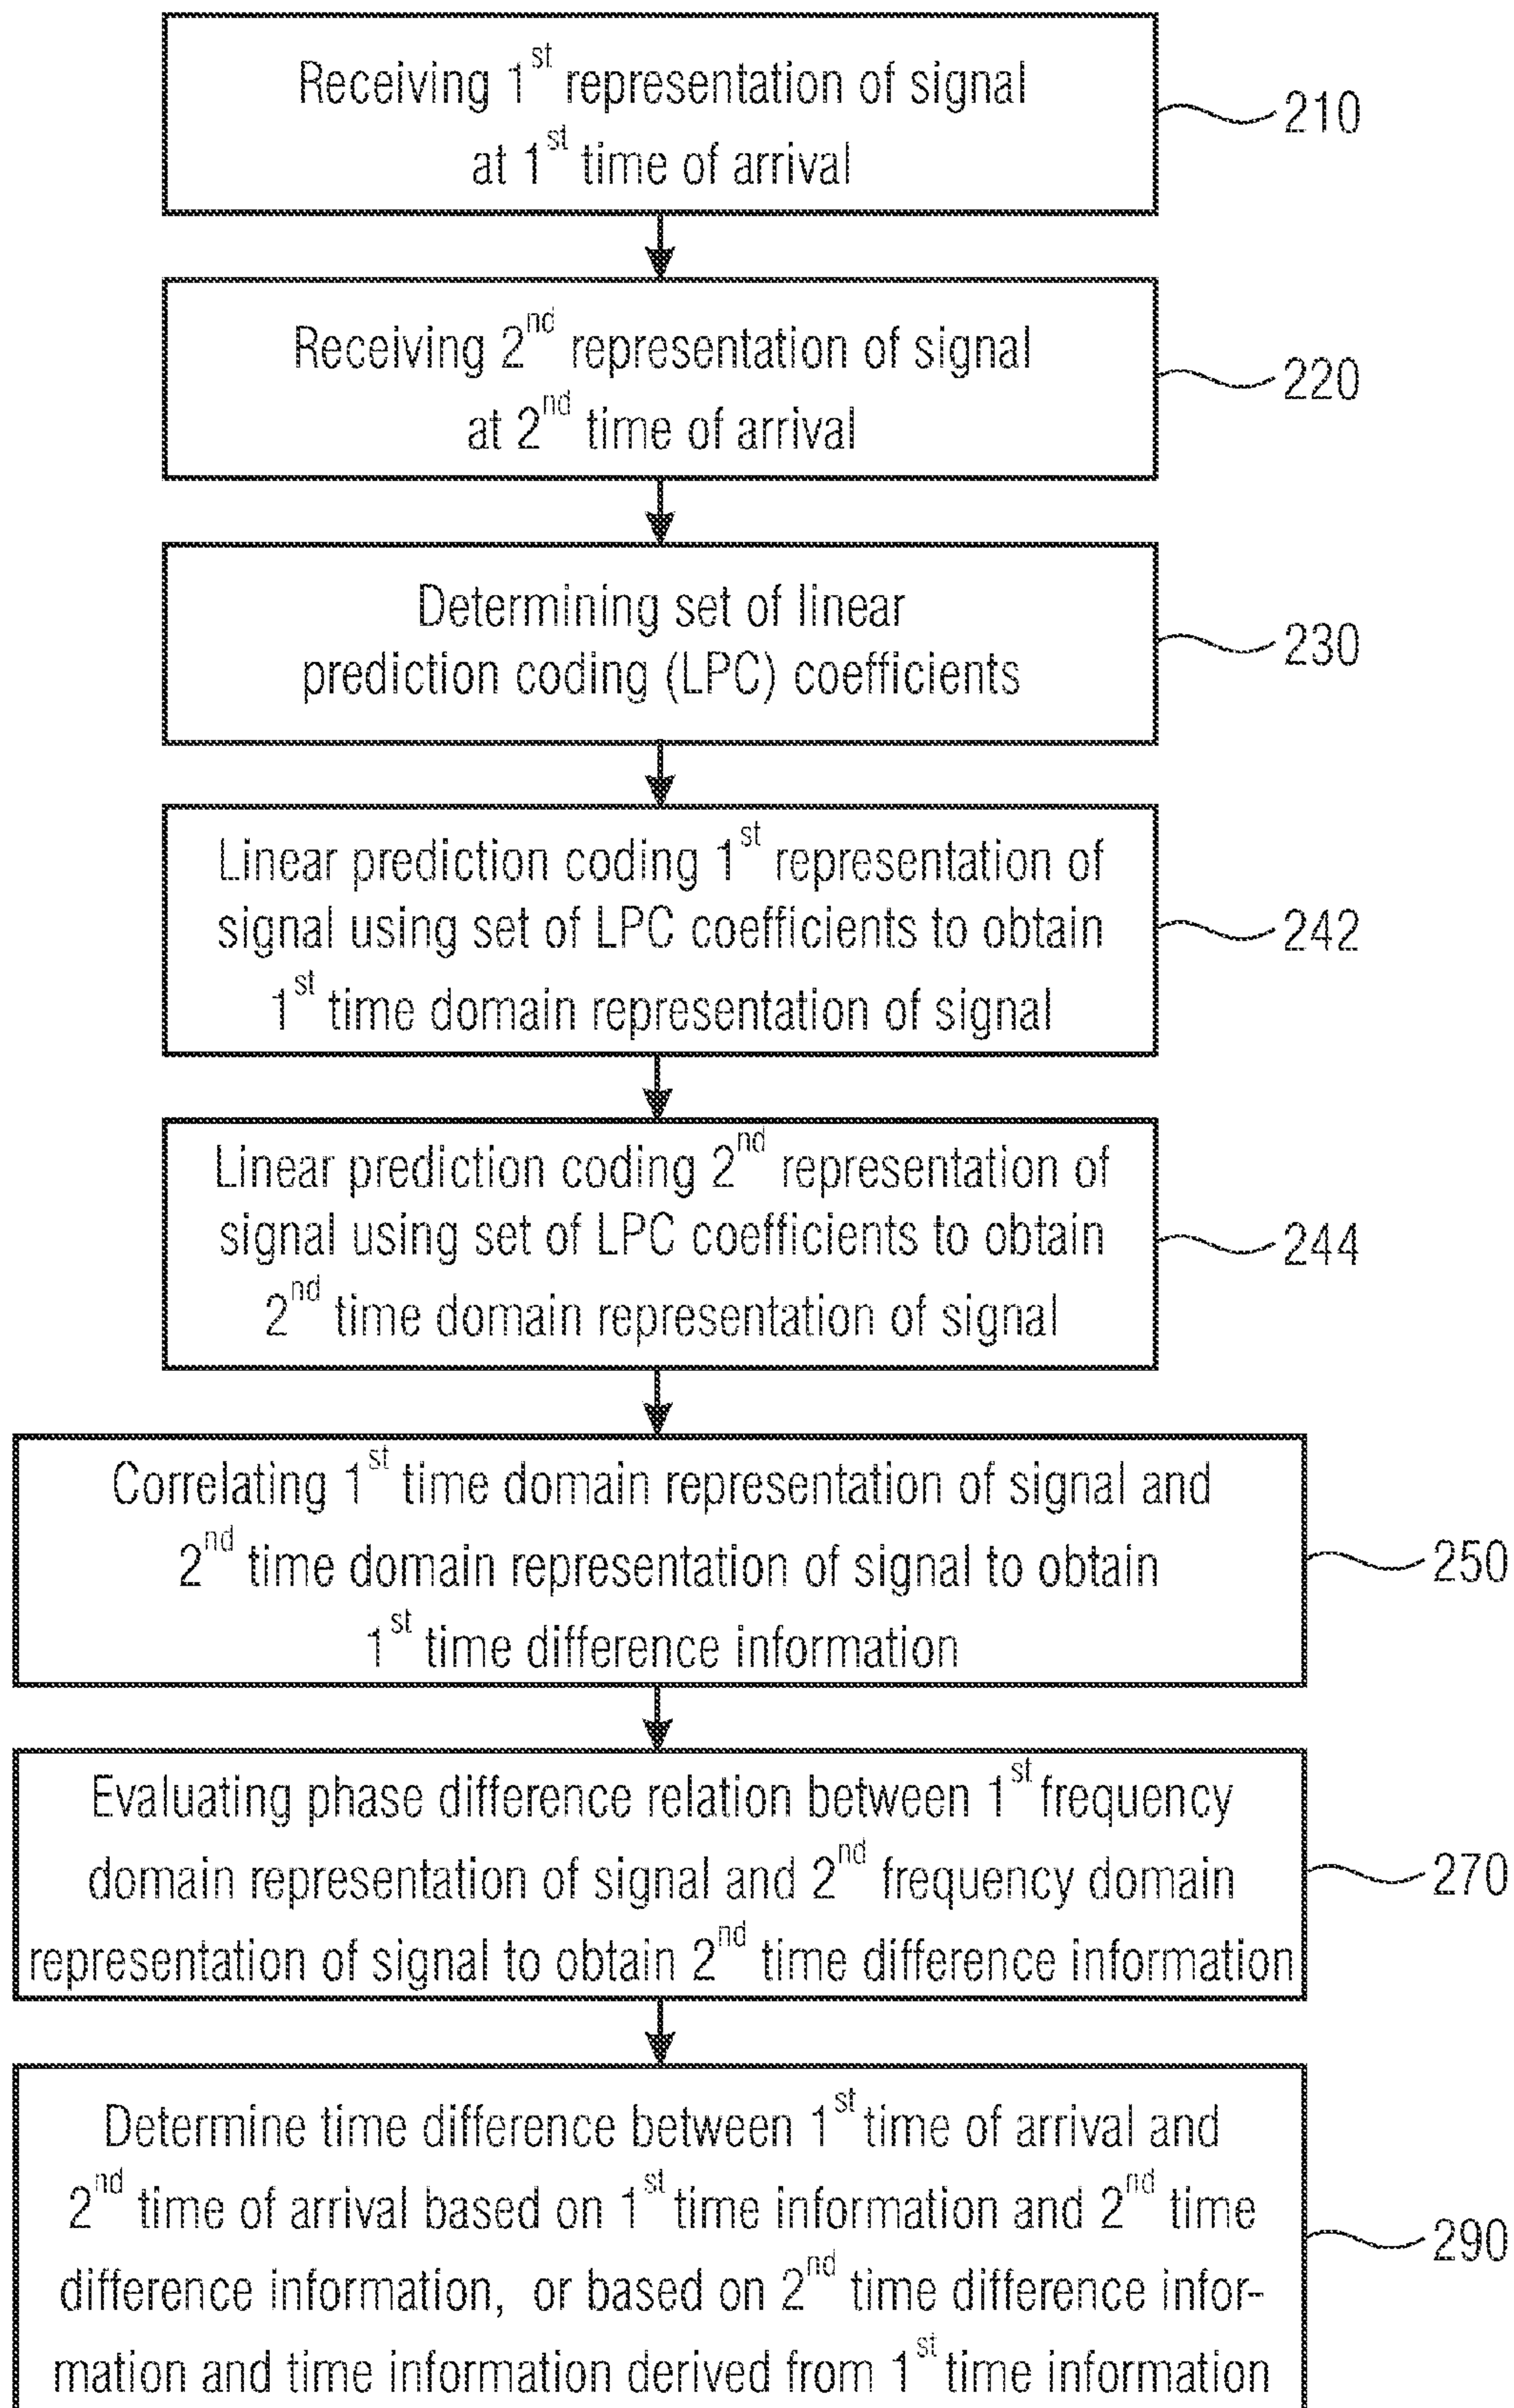 Receiving 1st representation of signal
at 1st time of arrival
210
Receiving 2nd representation of signal
at 2nd time of arrival
220
Determining set of linear
prediction coding (LPC) coefficients
230
Linear prediction coding 1st representation of
signal using set of LPC coefficients to obtain
1st time domain representation of signal
242
Linear prediction coding 2nd representation of
signal using set of LPC coefficients to obtain
2nd time domain representation of signal
244
Correlating 1st time domain representation of signal and
2nd time domain representation of signal to obtain
1st time difference information
250
Evaluating phase difference relation between 1st frequency
domain representation of signal and 2nd frequency domain
representation of signal to obtain 2nd time difference information
270
Determine time difference between 1st time of arrival and
2nd time of arrival based on 1st time information and 2nd time
difference information, or based on 2nd time difference infor-
mation and time information derived from 1st time information
290